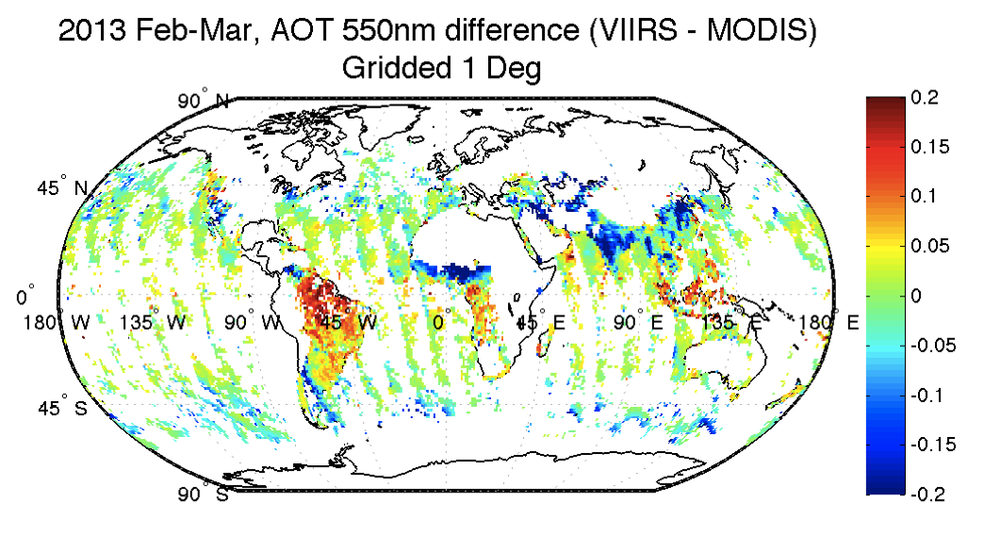 2013 Feb-Mar, AOT 550nm difference (VIIRS - MODIS)
Gridded 1 Deg
90° N
45° N
0°
180° W 135° W 90° W 45° W 0° 45° E 90° E 135° E 180° E
45° S
90° S
0.2
0.15
0.1
0.05
0
-0.05
-0.1
-0.15
-0.2